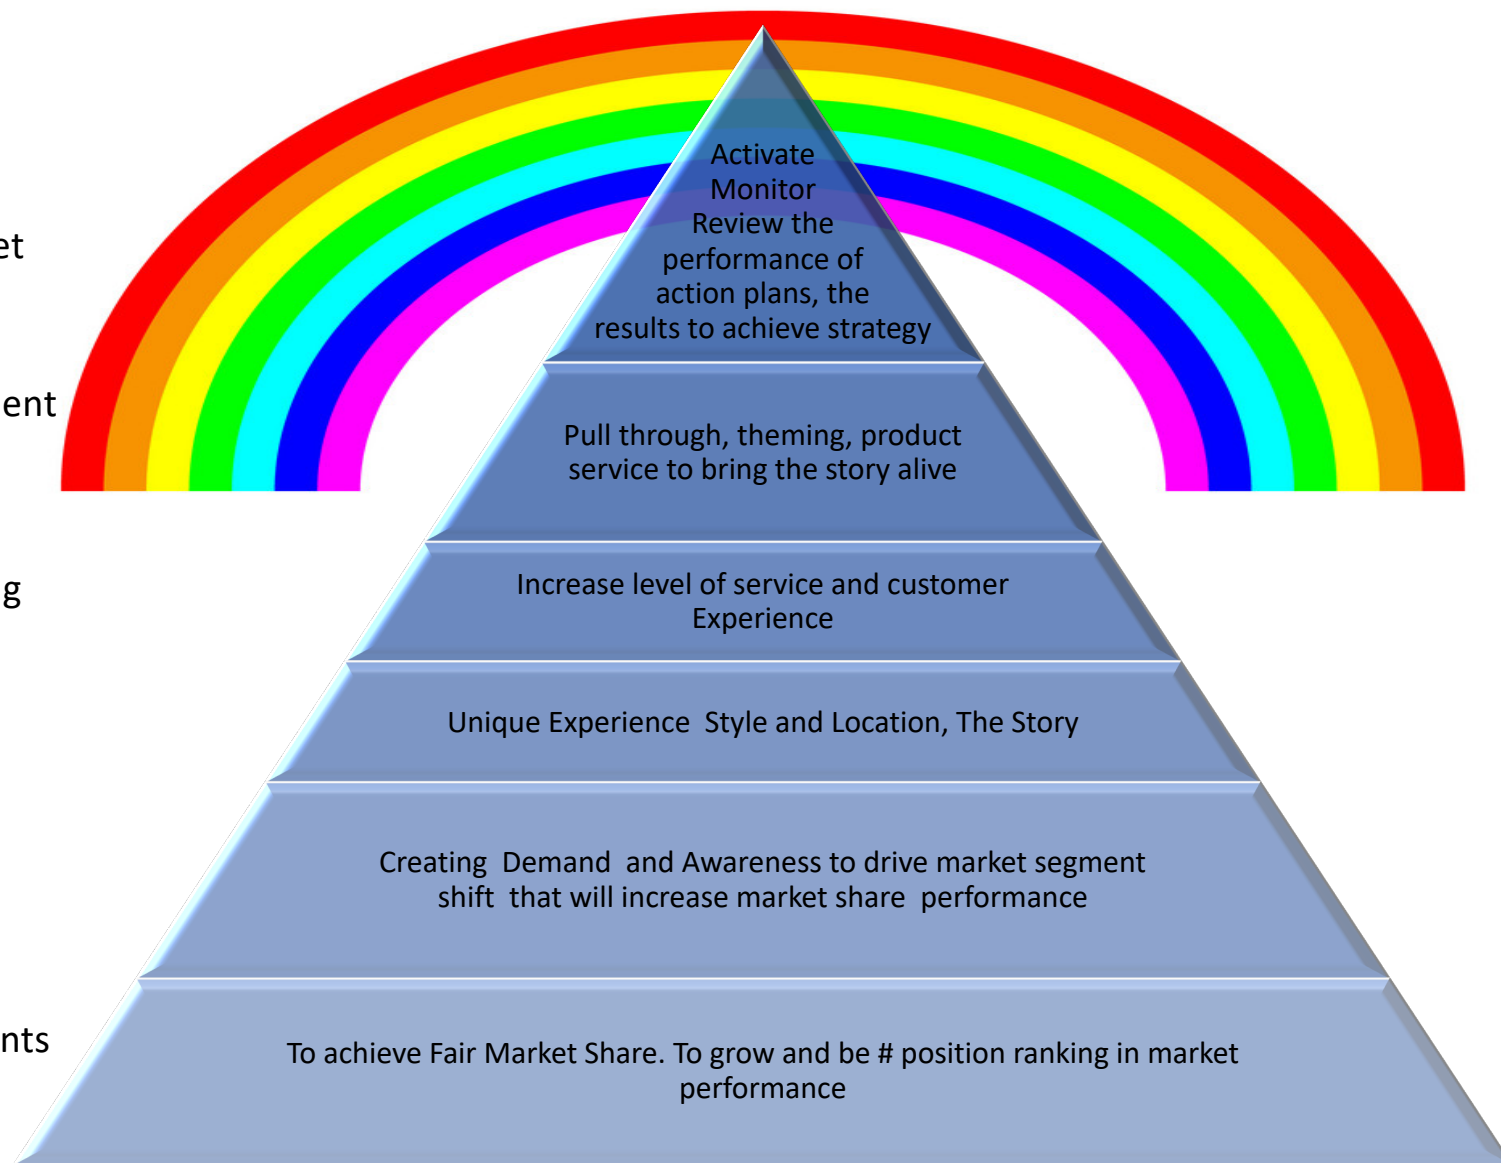 Activate
Monitor
Review the
performance of
action plans, the
results to achieve strategy
Pull through, theming, product
service to bring the story alive
Increase level of service and customer
Experience
Unique Experience Style and Location, The Story
Creating Demand and Awareness to drive market segment
shift that will increase market share performance
To achieve Fair Market Share. To grow and be # position ranking in market
performance